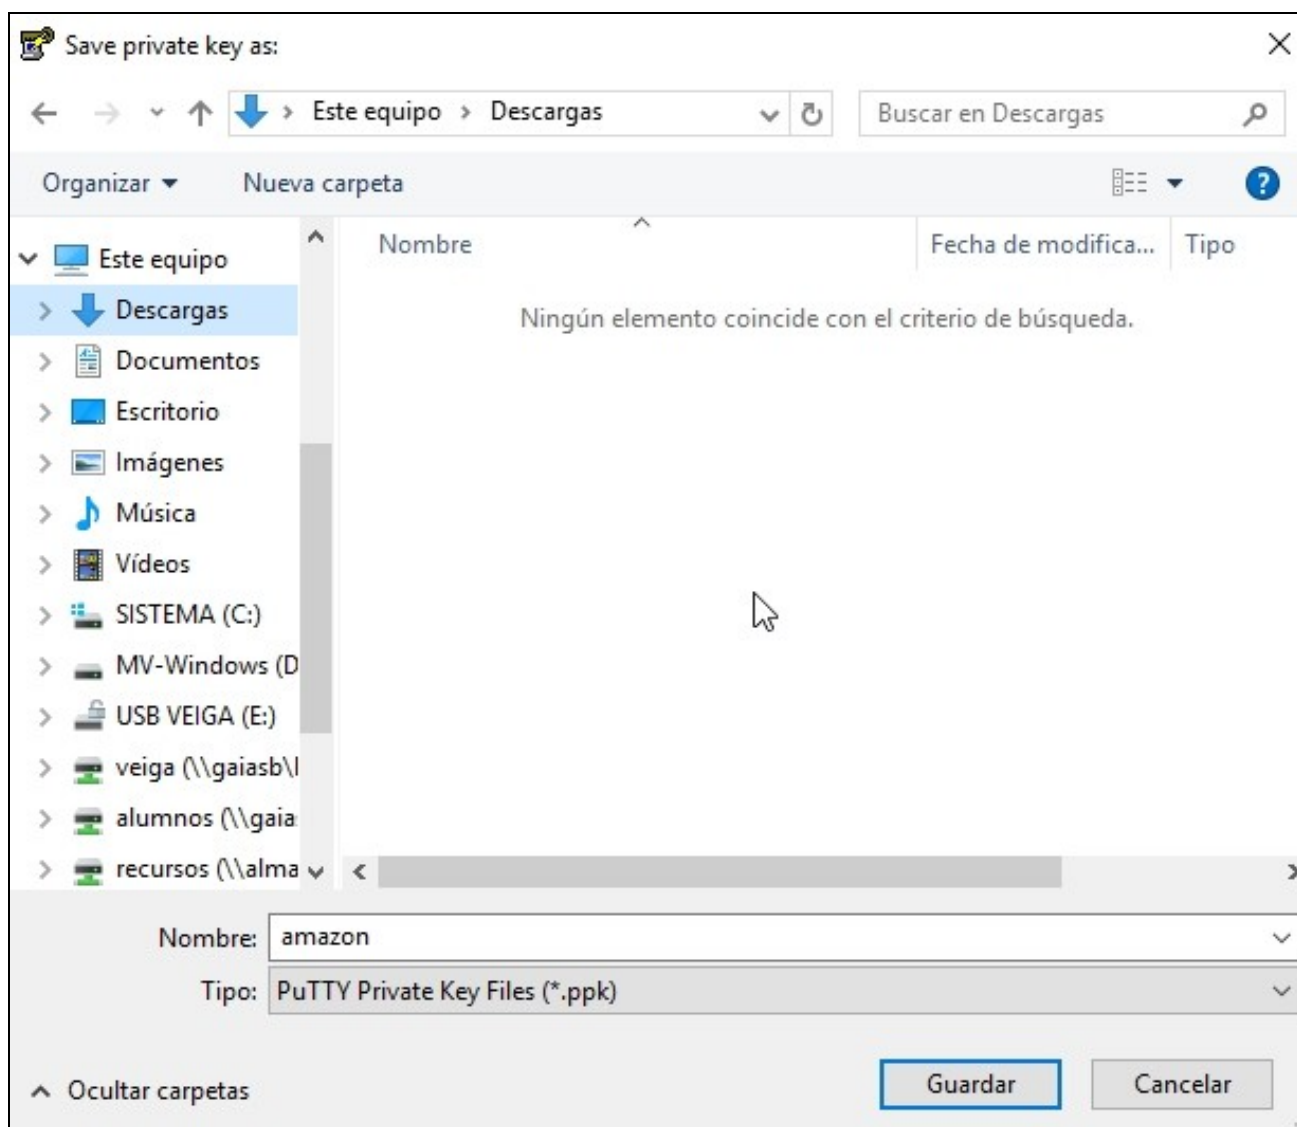 Save private key as:
Este equipo > Descargas
Buscar en Descargas
Organizar
Nueva carpeta
?
Este equipo
Descargas
Documentos
Escritorio
Imágenes
Música
Vídeos
SISTEMA (C:)
MV-Windows (D
USB VEIGA (E:)
veiga (\\gaiasb\
alumnos (\\gaia
recursos (\\alma
Nombre
Fecha de modifica...
Tipo
Ningún elemento coincide con el criterio de búsqueda.
Nombre: amazon
Tipo: PuTTY Private Key Files (*.ppk)
Ocultar carpetas
Guardar
Cancelar